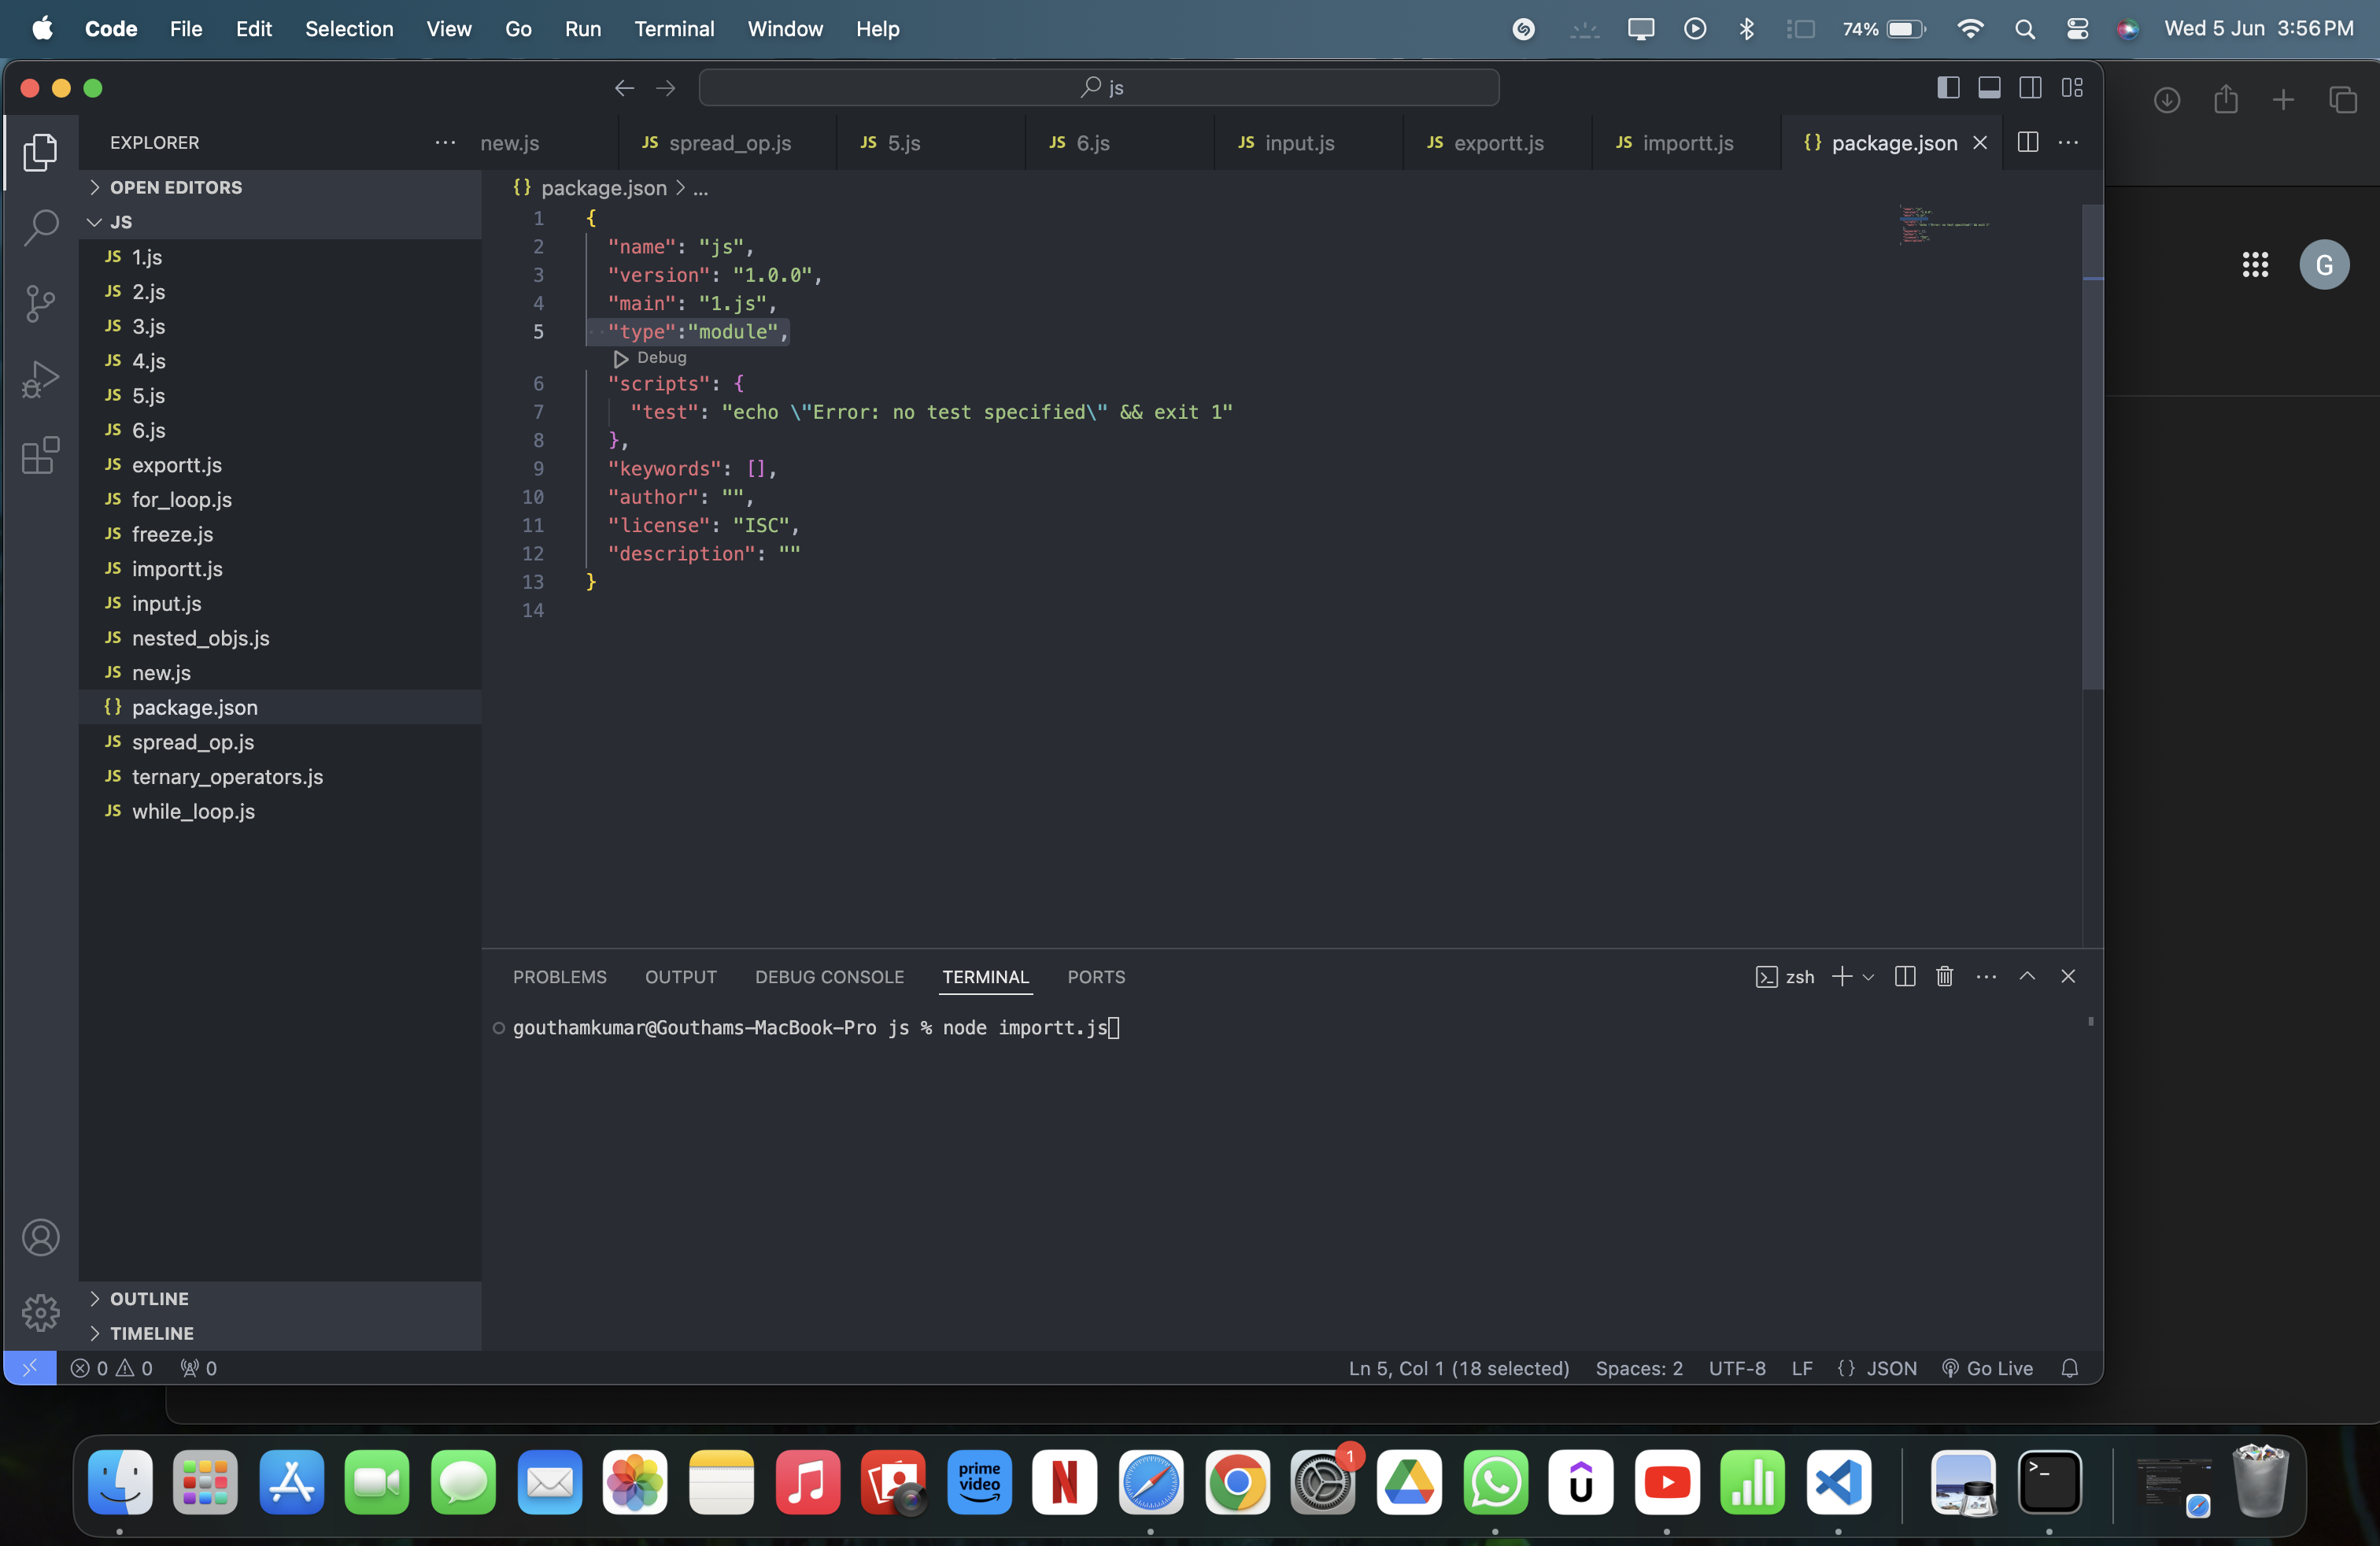 Code File Edit Selection View Go Run Terminal Window Help 74% Wed 5 Jun 3:56 PM
js
EXPLORER
new.js JS spread_op.js JS 5.js JS 6.js JS input.js JS exportt.js JS importt.js {} package.json
OPEN EDITORS
JS
JS 1.js
JS 2.js
JS 3.js
JS 4.js
JS 5.js
JS 6.js
JS exportt.js
JS for_loop.js
JS freeze.js
JS importt.js
JS input.js
JS nested_objs.js
JS new.js
{} package.json
JS spread_op.js
JS ternary_operators.js
JS while_loop.js
OUTLINE
TIMELINE
{} package.json > ...
1 {
2 "name": "js",
3 "version": "1.0.0",
4 "main": "1.js",
5 "type":"module",
Debug
6 "scripts": {
7 "test": "echo \"Error: no test specified\" && exit 1"
8 },
9 "keywords": [],
10 "author": "",
11 "license": "ISC",
12 "description": ""
13 }
14
PROBLEMS OUTPUT DEBUG CONSOLE TERMINAL PORTS zsh
gouthamkumar@Gouthams-MacBook-Pro js % node importt.js
0 0 0 Ln 5, Col 1 (18 selected) Spaces: 2 UTF-8 LF {} JSON Go Live
G
prime video
N
1
u
>_